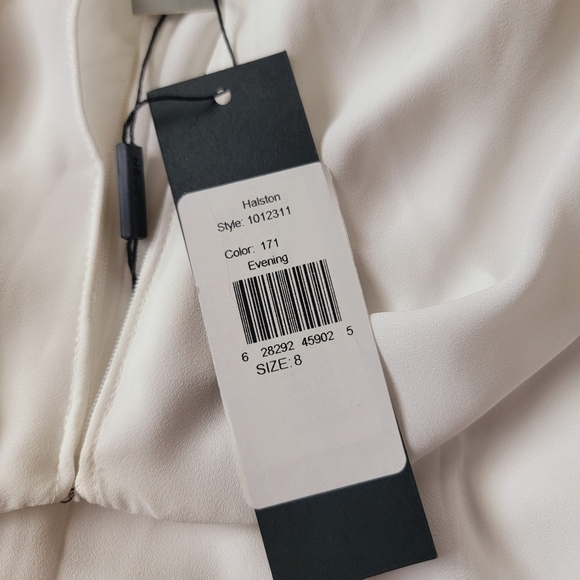 Halston
Style: 1012311
Color: 171
Evening
6 28292 45902 5
SIZE: 8